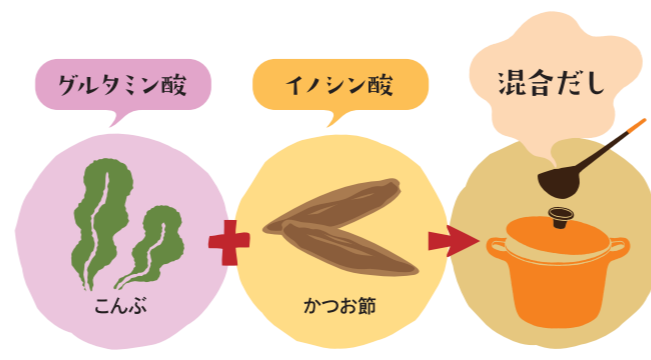 グルタミン酸
イノシン酸
混合だし
こんぶ
かつお節